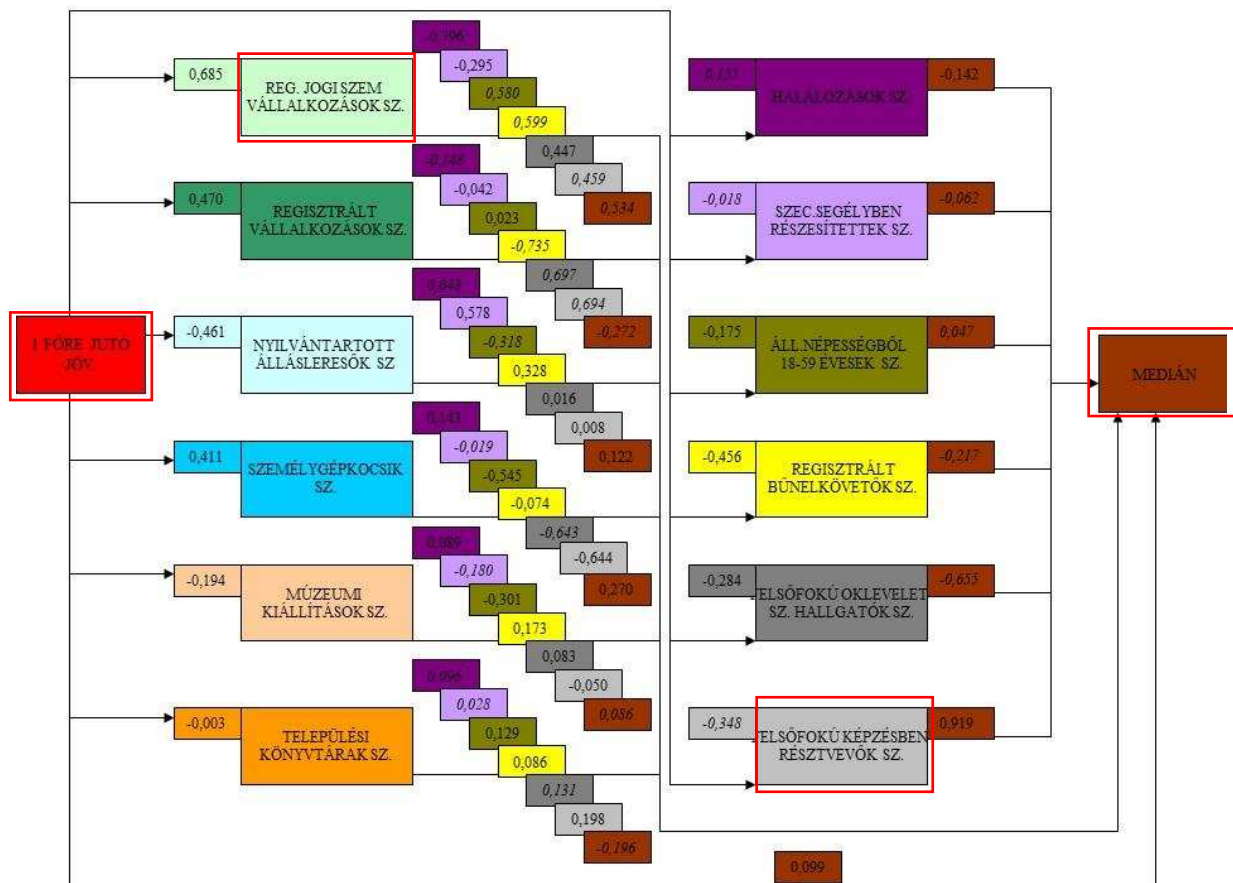 0,685
REG. JOGI SZEM
VÁLLALKOZÁSOK SZ.
-0,796
-0,295
0,580
0,599
0,447
0,459
0,534
0,470
REGISZTRÁLT
VÁLLALKOZÁSOK SZ.
-0,148
-0,042
0,023
-0,735
0,697
0,694
-0,272
1 FŐRE JUTÓ
JÖV.
-0,461
NYILVÁNTARTOTT
ÁLLÁSLERESŐK SZ
0,043
0,578
-0,318
0,328
0,016
0,008
0,122
0,411
SZEMÉLYGÉPKOCSIK
SZ.
0,143
-0,019
-0,545
-0,074
-0,643
-0,644
0,270
-0,194
MÚZEUMI
KIÁLLÍTÁSOK SZ.
0,089
-0,180
-0,301
0,173
0,083
-0,050
0,086
-0,003
TELEPÜLÉSI
KÖNYVTÁRAK SZ.
0,096
0,028
0,129
0,086
0,131
0,198
-0,196
HALÁLOZÁSOK SZ.
-0,142
-0,018
SZEC.SEGÉLYBEN
RÉSZESÍTETTEK SZ.
-0,062
-0,175
ÁLL.NÉPESSÉGBŐL
18-59 ÉVESEK SZ.
0,047
-0,456
REGISZTRÁLT
BŰNELKÖVETŐK SZ.
-0,217
-0,284
FELSŐFOKÚ OKLEVELET
SZ. HALLGATÓK SZ.
-0,655
-0,348
FELSŐFOKÚ KÉPZÉSBEN
RÉSZTVEVŐK SZ.
0,919
MEDIÁN
0,099